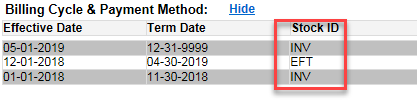 Billing Cycle & Payment Method: Hide
Effective Date Term Date Stock ID
05-01-2019 12-31-9999 INV
12-01-2018 04-30-2019 EFT
01-01-2018 11-30-2018 INV